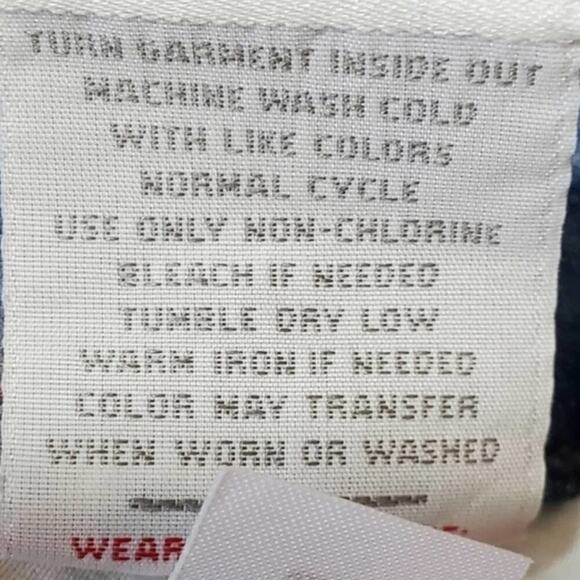 TURN GARMENT INSIDE OUT
MACHINE WASH COLD
WITH LIKE COLORS
NORMAL CYCLE
USE ONLY NON-CHLORINE
BLEACH IF NEEDED
TUMBLE DRY LOW
WARM IRON IF NEEDED
COLOR MAY TRANSFER
WHEN WORN OR WASHED
WEAR